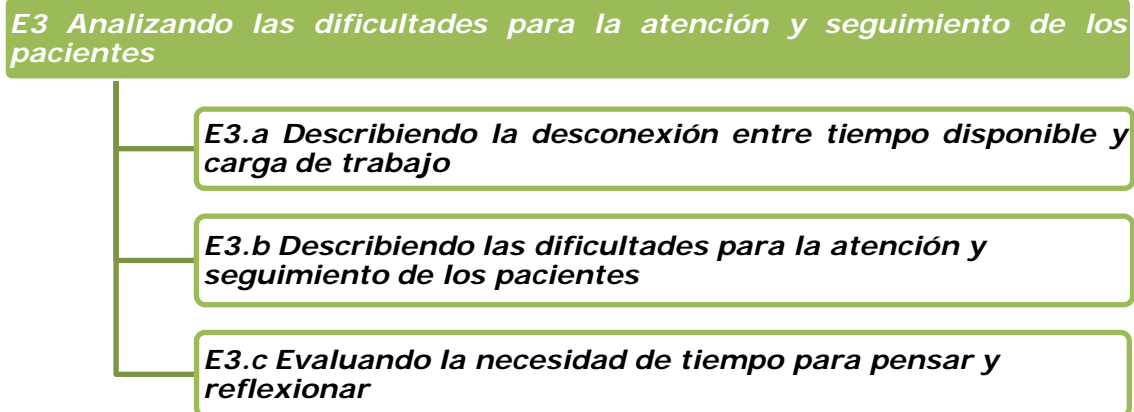 E3 Analizando las dificultades para la atención y seguimiento de los
pacientes
E3.a Describiendo la desconexión entre tiempo disponible y
carga de trabajo
E3.b Describiendo las dificultades para la atención y
seguimiento de los pacientes
E3.c Evaluando la necesidad de tiempo para pensar y
reflexionar